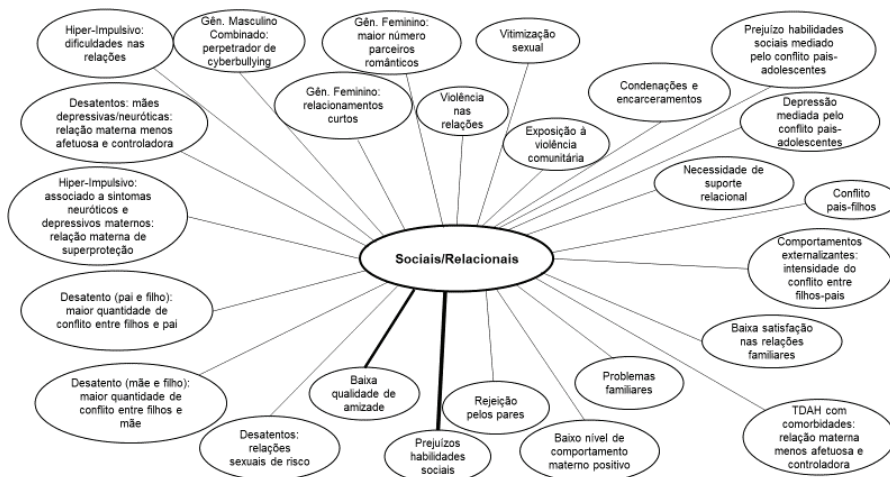 Hiper-Impulsivo:
dificuldades nas
relações
Gên. Masculino
Combinado:
perpetrador de
cyberbullying
Gên. Feminino:
maior número
parceiros
românticos
Vitimização
sexual
Prejuízo habilidades
sociais mediado
pelo conflito pais-
adolescentes
Gên. Feminino:
relacionamentos
curtos
Violência
nas
relações
Condenações e
encarceramentos
Desatentos: mães
depressivas/neuróticas:
relação materna menos
afetuosa e controladora
Exposição à
violência
comunitária
Depressão
mediada pelo
conflito pais-
adolescentes
Necessidade de
suporte
relacional
Hiper-Impulsivo:
associado a sintomas
neuróticos e
depressivos maternos:
relação materna de
superproteção
Conflito
pais-filhos
Sociais/Relacionais
Comportamentos
externalizantes:
intensidade do
conflito entre
filhos-pais
Desatento (pai e filho):
maior quantidade de
conflito entre filhos e pai
Baixa satisfação
nas relações
familiares
Desatento (mãe e filho):
maior quantidade de
conflito entre filhos e
mãe
Baixa
qualidade de
amizade
Rejeição
pelos pares
Problemas
familiares
Desatentos:
relações
sexuais de risco
Prejuízos
habilidades
sociais
Baixo nível de
comportamento
materno positivo
TDAH com
comorbidades:
relação materna
menos afetuosa e
controladora